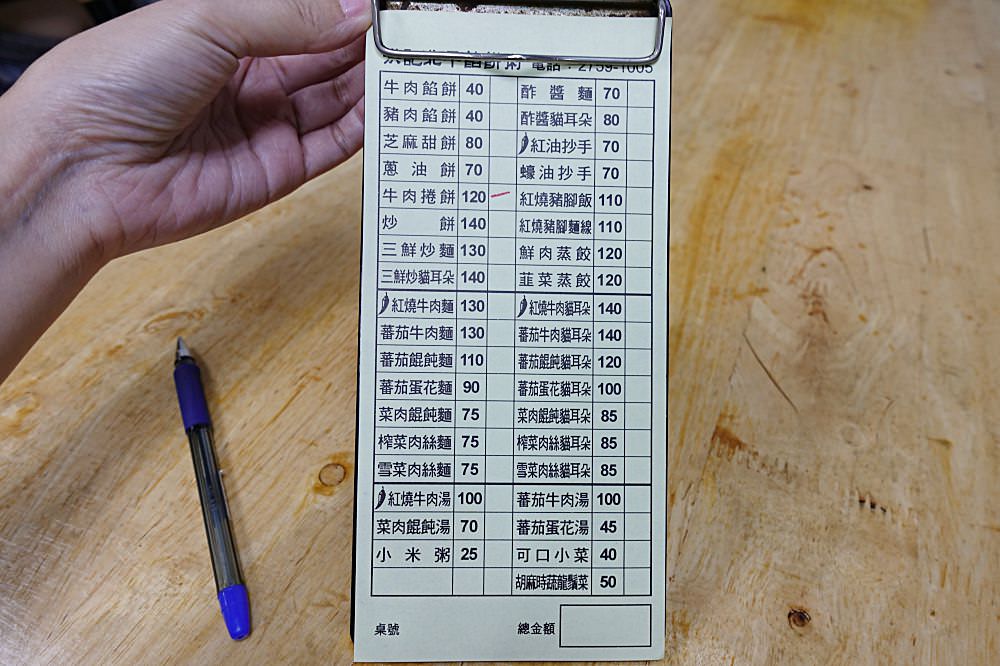 電話：2759-1605
牛肉餡餅 40 酢醬麵 70
豬肉餡餅 40 酢醬貓耳朵 80
芝麻甜餅 80 紅油抄手 70
蔥油餅 70 蠔油抄手 70
牛肉捲餅 120 紅燒豬腳飯 110
炒餅 140 紅燒豬腳麵線 110
三鮮炒麵 130 鮮肉蒸餃 120
三鮮炒貓耳朵 140 韮菜蒸餃 120
紅燒牛肉麵 130 紅燒牛肉貓耳朵 140
蕃茄牛肉麵 130 蕃茄牛肉貓耳朵 140
蕃茄餛飩麵 110 蕃茄餛飩貓耳朵 120
蕃茄蛋花麵 90 蕃茄蛋花貓耳朵 100
菜肉餛飩麵 75 菜肉餛飩貓耳朵 85
榨菜肉絲麵 75 榨菜肉絲貓耳朵 85
雪菜肉絲麵 75 雪菜肉絲貓耳朵 85
紅燒牛肉湯 100 蕃茄牛肉湯 100
菜肉餛飩湯 70 蕃茄蛋花湯 45
小米粥 25 可口小菜 40
胡麻時蔬龍鬚菜 50
桌號 總金額